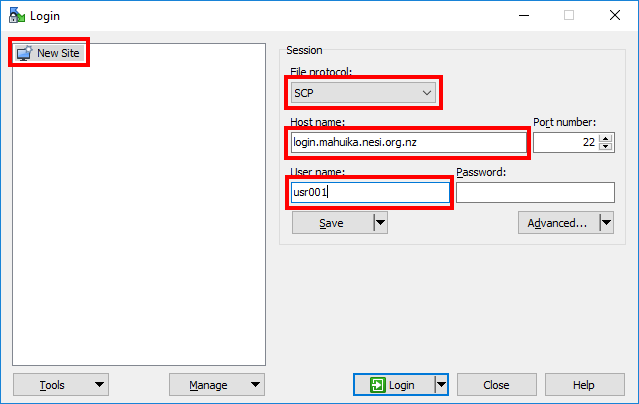 Login
New Site
Session
File protocol:
SCP
Host name:
Port number:
login.mahuika.nesi.org.nz
22
User name:
Password:
usr001
Save
Advanced...
Tools
Manage
Login
Close
Help